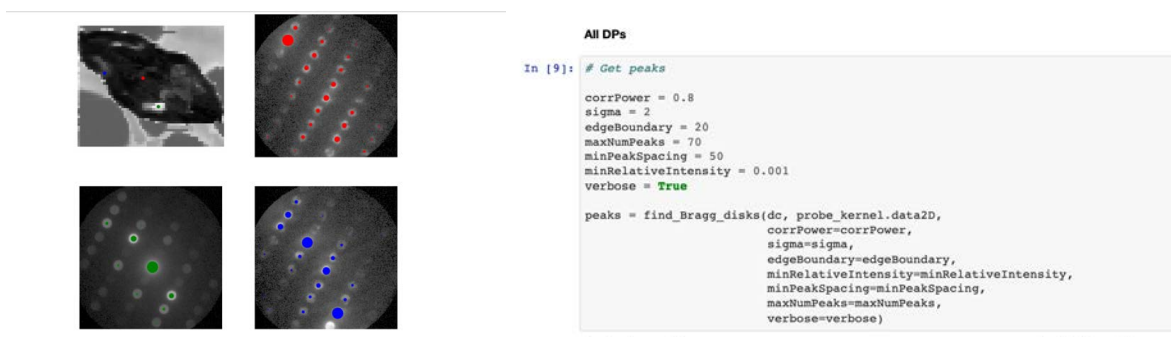 All DPs
In [9]: # Get peaks
corrPower = 0.8
sigma = 2
edgeBoundary = 20
maxNumPeaks = 70
minPeakSpacing = 50
minRelativeIntensity = 0.001
verbose = True
peaks = find_Bragg_disks(dc, probe_kernel.data2D,
corrPower=corrPower,
sigma=sigma,
edgeBoundary=edgeBoundary,
minRelativeIntensity=minRelativeIntensity,
minPeakSpacing=minPeakSpacing,
maxNumPeaks=maxNumPeaks,
verbose=verbose)